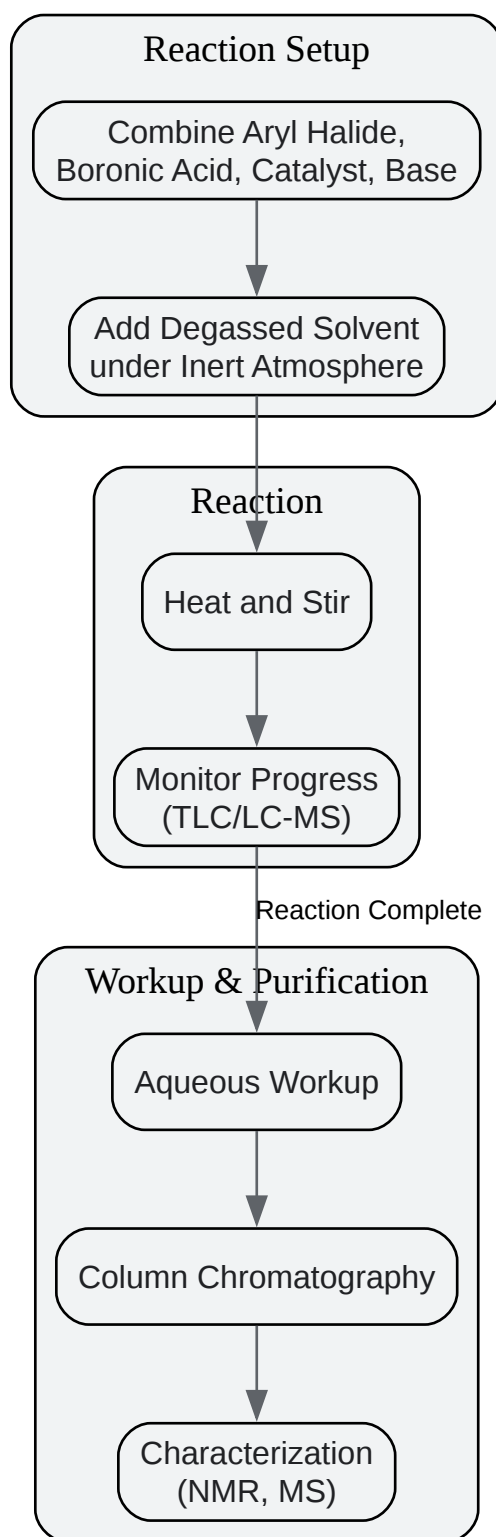 Reaction Setup
Combine Aryl Halide,
Boronic Acid, Catalyst, Base
Add Degassed Solvent
under Inert Atmosphere
Reaction
Heat and Stir
Monitor Progress
(TLC/LC-MS)
Reaction Complete
Workup & Purification
Aqueous Workup
Column Chromatography
Characterization
(NMR, MS)